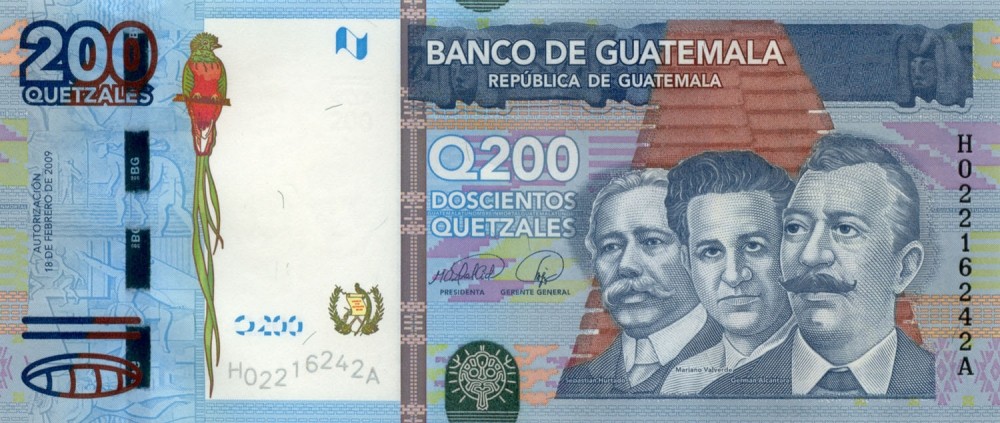 200
QUETZALES
AUTORIZACIÓN
18 DE FEBRERO DE 2009
BG
Q200
H02216242A
BANCO DE GUATEMALA
REPÚBLICA DE GUATEMALA
Q200
DOSCIENTOS
QUETZALES
PRESIDENTA GERENTE GENERAL
Sebastián Hurtado
Mariano Valverde
Germán Alcántara
H02216242A